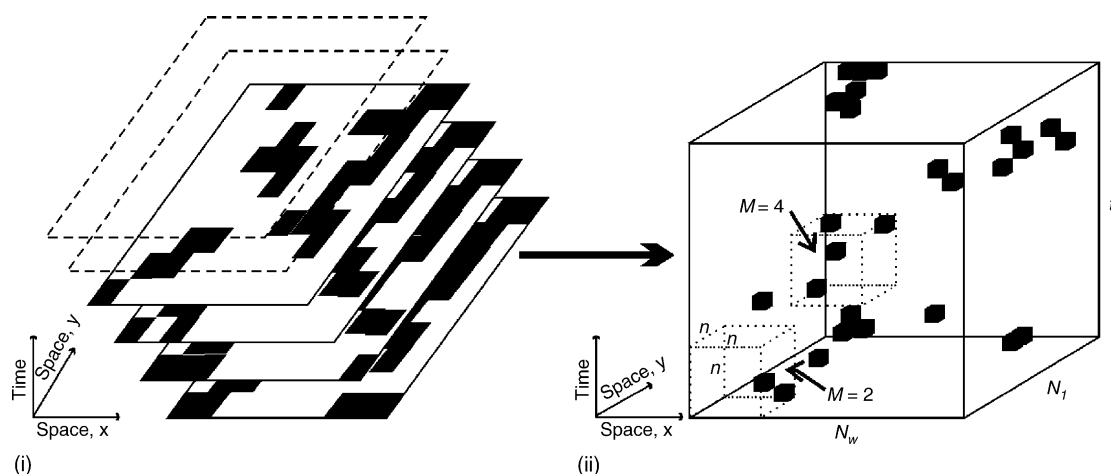 Time
Space, y
Space, x
(i)
M = 4
n
n
n
M = 2
t
N1
Nw
Time
Space, y
Space, x
(ii)